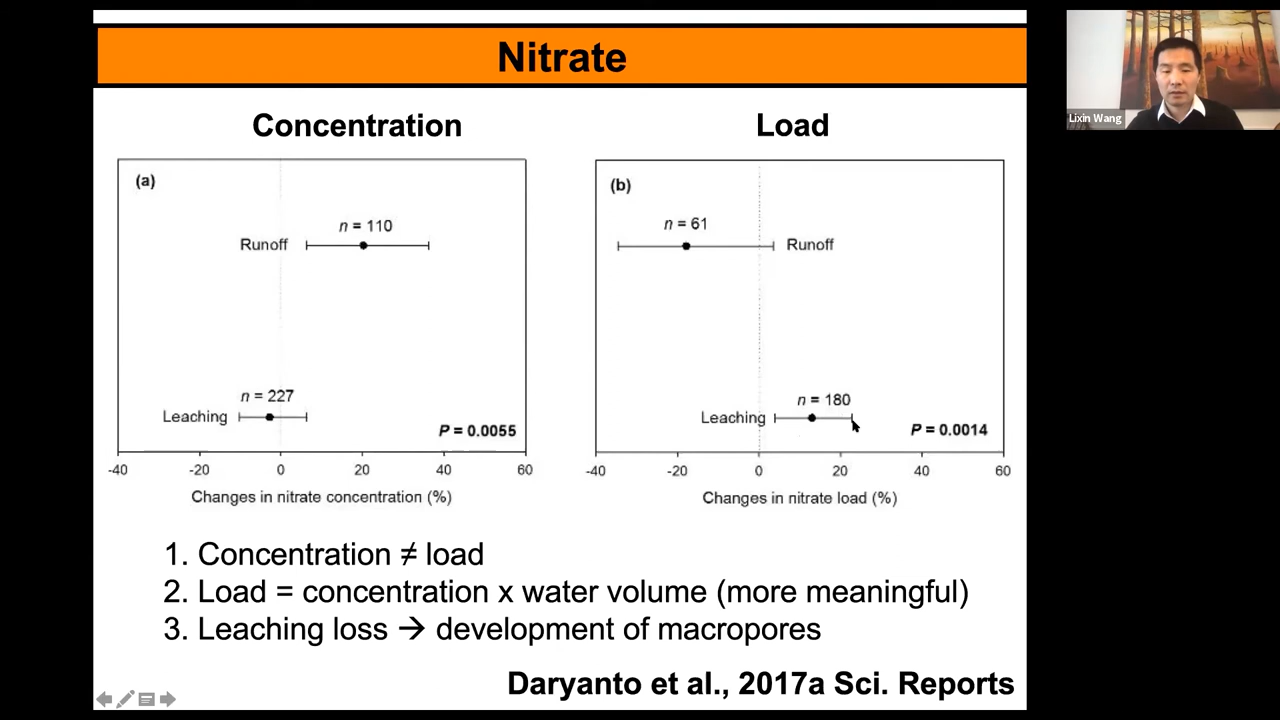 Nitrate
Concentration
Load
(a)
n = 110
Runoff
n = 227
Leaching
P = 0.0055
-40 -20 0 20 40 60
Changes in nitrate concentration (%)
(b)
n = 61
Runoff
n = 180
Leaching
P = 0.0014
-40 -20 0 20 40 60
Changes in nitrate load (%)
1. Concentration ≠ load
2. Load = concentration x water volume (more meaningful)
3. Leaching loss → development of macropores
Daryanto et al., 2017a Sci. Reports
Lixin Wang